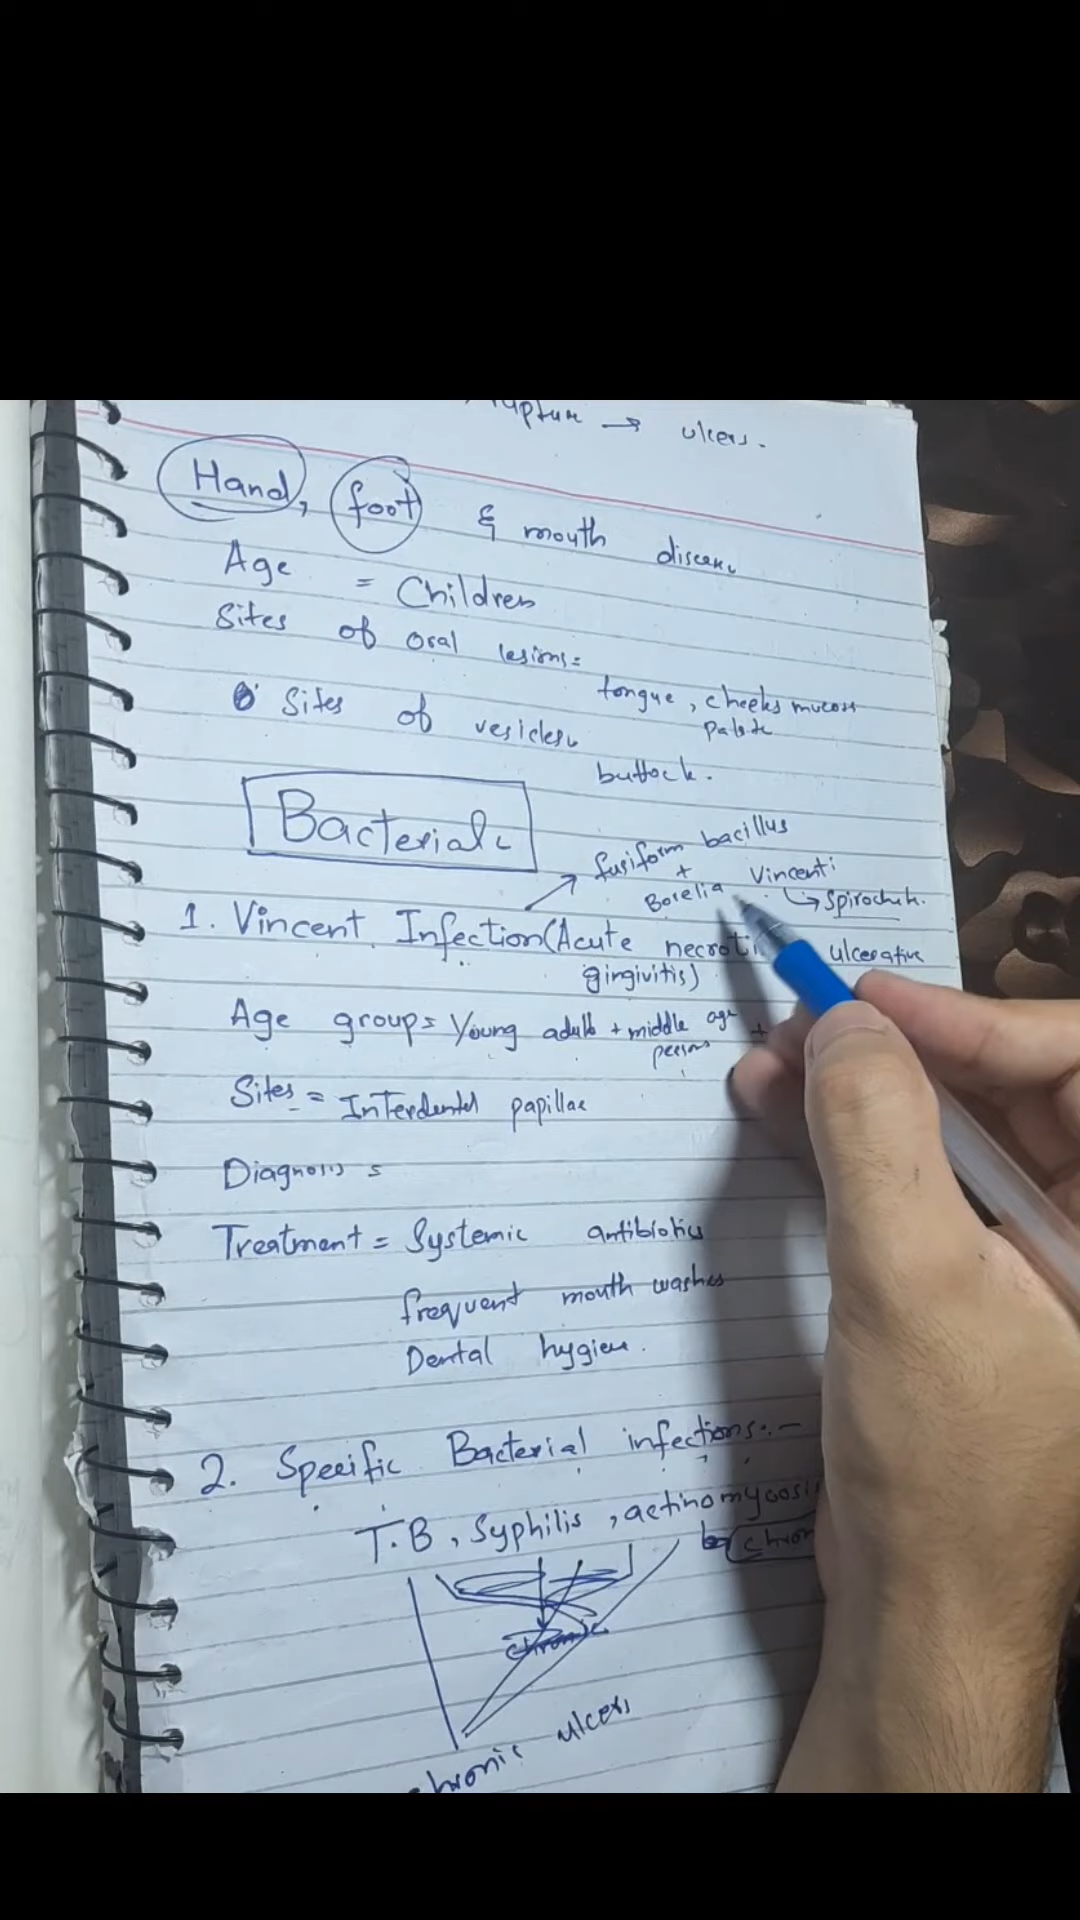 rupture → ulcers.
Hand, foot & mouth disease
Age = Children
Sites of oral lesions =
tongue, cheeks mucosa
palate
Sites of vesicles
buttock.
Bacterial
fusiform bacillus
+
Borelia Vincenti
↳ Spirochete.
1. Vincent Infection (Acute ulcerative
gingivitis)
Age group = Young adults + middle age +
persons
Sites = Interdental papillae
Diagnosis =
Treatment = Systemic antibiotics
frequent mouth washes
Dental hygiene.
2. Specific Bacterial infections:-
T.B, Syphilis, actinomycosis
chronic
chronic ulcers